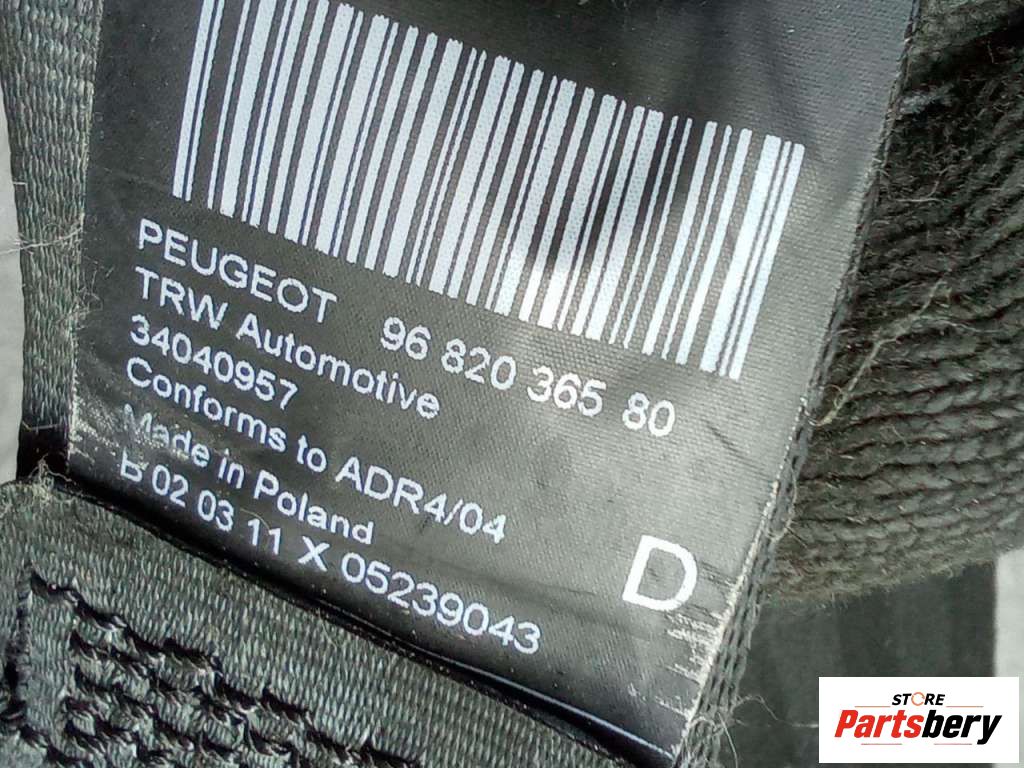 PEUGEOT 96 820 365 80
TRW Automotive
34040957
Conforms to ADR4/04
Made in Poland
B 02 03 11 X 05239043
D
STORE
Partsbery